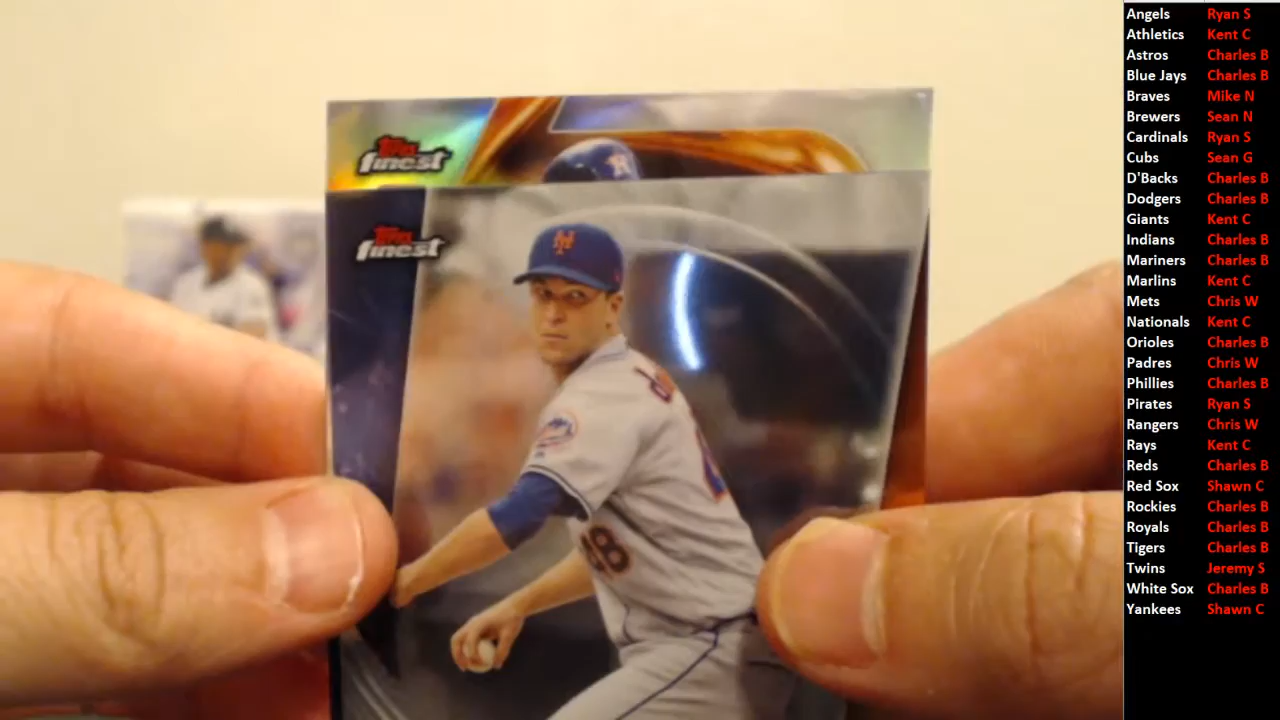 Topps
finest
Topps
finest
48
Angels Ryan S
Athletics Kent C
Astros Charles B
Blue Jays Charles B
Braves Mike N
Brewers Sean N
Cardinals Ryan S
Cubs Sean G
D'Backs Charles B
Dodgers Charles B
Giants Kent C
Indians Charles B
Mariners Charles B
Marlins Kent C
Mets Chris W
Nationals Kent C
Orioles Charles B
Padres Chris W
Phillies Charles B
Pirates Ryan S
Rangers Chris W
Rays Kent C
Reds Charles B
Red Sox Shawn C
Rockies Charles B
Royals Charles B
Tigers Charles B
Twins Jeremy S
White Sox Charles B
Yankees Shawn C